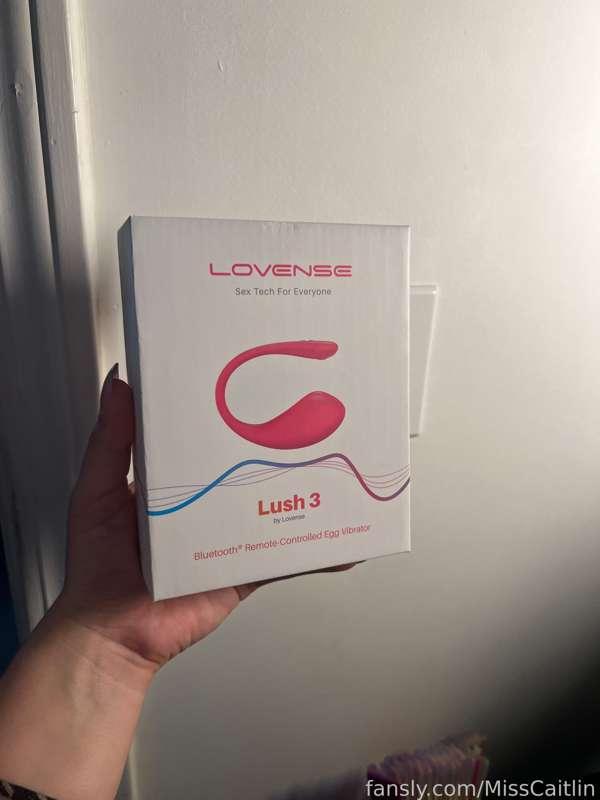 LOVENSE
Sex Tech For Everyone
Lush 3
by Lovense
Bluetooth® Remote-Controlled Egg Vibrator
fansly.com/MissCaitlin